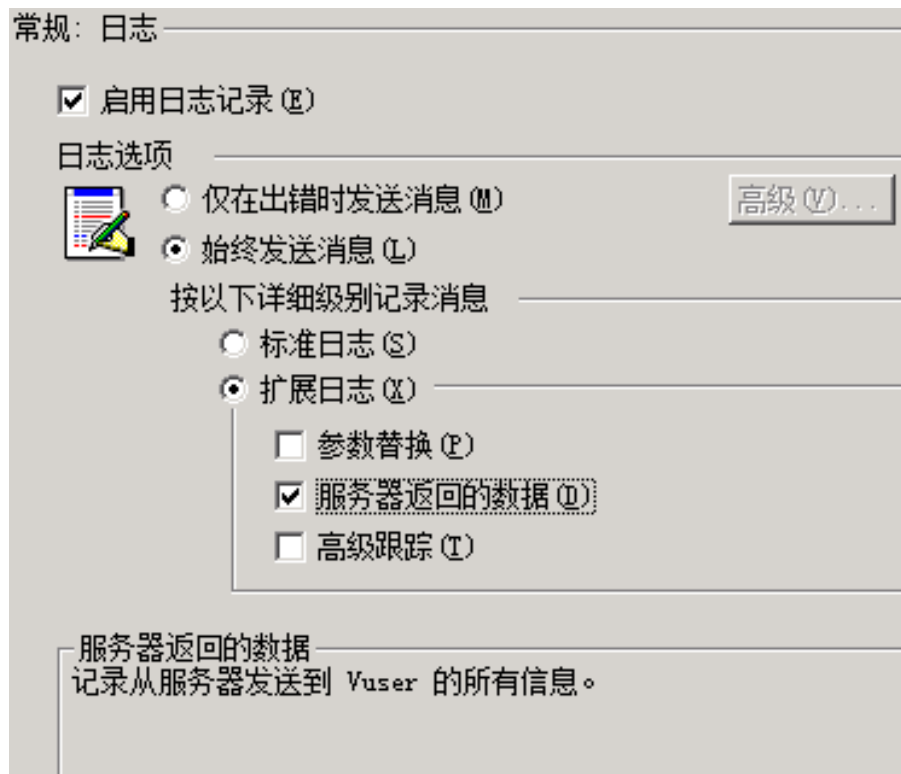 常规: 日志
启用日志记录(E)
日志选项
仅在出错时发送消息(M)
高级(V)...
始终发送消息(L)
按以下详细级别记录消息
标准日志(S)
扩展日志(X)
参数替换(P)
服务器返回的数据(D)
高级跟踪(T)
服务器返回的数据
记录从服务器发送到 Vuser 的所有信息。